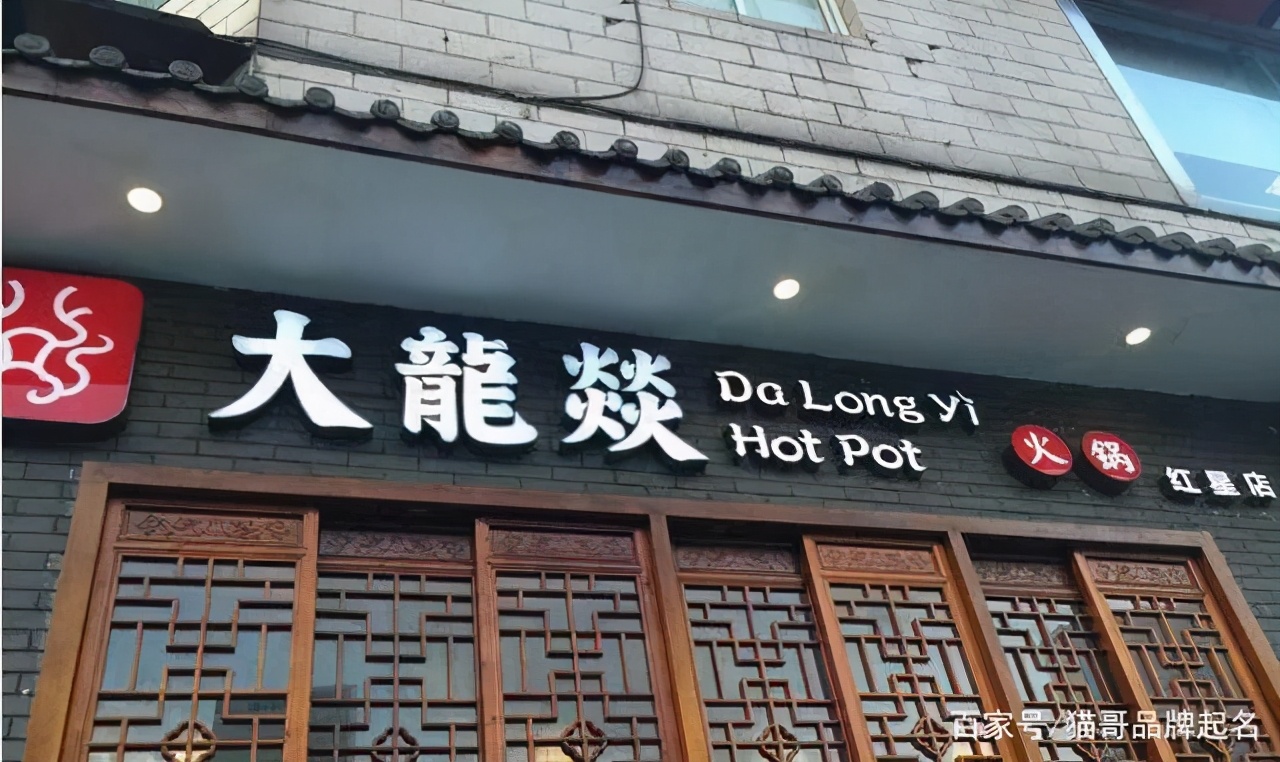 大龍燚
Da Long Yi
Hot Pot
火锅
红星店
百家号/猫哥品牌起名